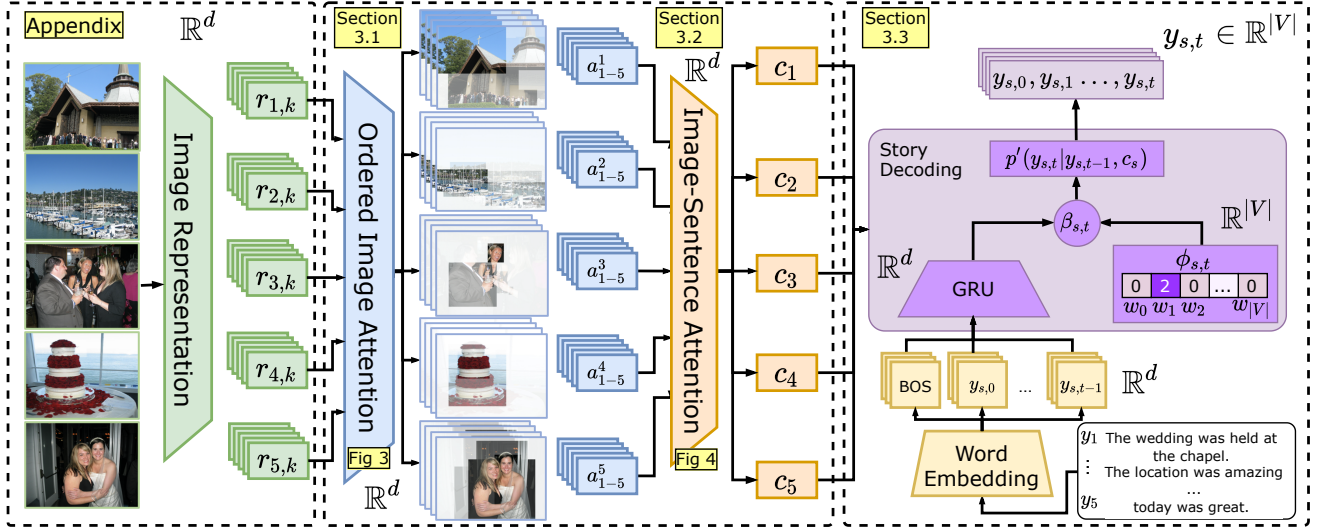 Appendix
ℝ^d
Image Representation
r_{1,k}
r_{2,k}
r_{3,k}
r_{4,k}
r_{5,k}
Section
3.1
Ordered Image Attention
Fig 3
ℝ^d
a^1_{1-5}
a^2_{1-5}
a^3_{1-5}
a^4_{1-5}
a^5_{1-5}
Section
3.2
ℝ^d
Image-Sentence Attention
Fig 4
c_1
c_2
c_3
c_4
c_5
Section
3.3
y_{s,t} ∈ ℝ^{|V|}
y_{s,0}, y_{s,1} ..., y_{s,t}
Story
Decoding
p'(y_{s,t}|y_{s,t-1}, c_s)
β_{s,t}
ℝ^{|V|}
ℝ^d
GRU
ϕ_{s,t}
0 2 0 ... 0
w_0 w_1 w_2 w_{|V|}
BOS y_{s,0} ... y_{s,t-1}
ℝ^d
Word
Embedding
y_1 The wedding was held at
the chapel.
⋮ The location was amazing
...
y_5 today was great.